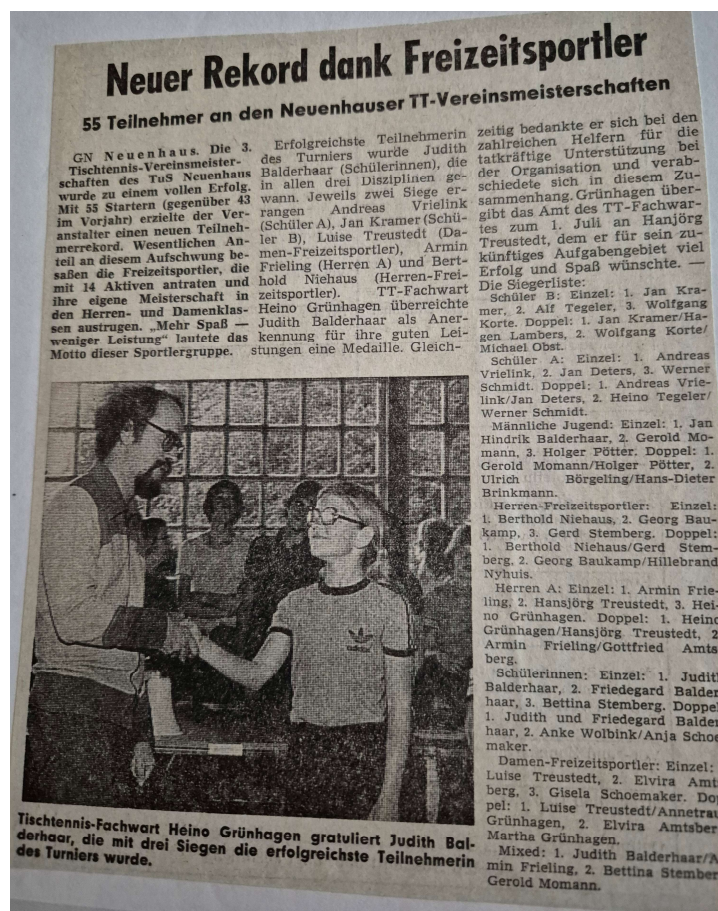 Neuer Rekord dank Freizeitsportler
55 Teilnehmer an den Neuenhauser TT-Vereinsmeisterschaften
GN Neuenhaus. Die 3.
Tischtennis-Vereinsmeister-
schaften des TuS Neuenhaus
wurde zu einem vollen Erfolg.
Mit 55 Startern (gegenüber 43
im Vorjahr) erzielte der Ver-
anstalter einen neuen Teilneh-
merrekord. Wesentlichen An-
teil an diesem Aufschwung be-
saßen die Freizeitsportler, die
mit 14 Aktiven antraten und
ihre eigene Meisterschaft in
den Herren- und Damenklas-
sen austrugen. „Mehr Spaß —
weniger Leistung" lautete das
Motto dieser Sportlergruppe.
Erfolgreichste Teilnehmerin
des Turniers wurde Judith
Balderhaar (Schülerinnen), die
in allen drei Disziplinen ge-
wann. Jeweils zwei Siege er-
rangen Andreas Vrielink
(Schüler A), Jan Kramer (Schü-
ler B), Luise Treustedt (Da-
men-Freizeitsportler), Armin
Frieling (Herren A) und Bert-
hold Niehaus (Herren-Frei-
zeitsportler). TT-Fachwart
Heino Grünhagen überreichte
Judith Balderhaar als Aner-
kennung für ihre guten Lei-
stungen eine Medaille. Gleich-
zeitig bedankte er sich bei den
zahlreichen Helfern für die
tatkräftige Unterstützung bei
der Organisation und verab-
schiedete sich in diesem Zu-
sammenhang. Grünhagen über-
gibt das Amt des TT-Fachwar-
tes zum 1. Juli an Hanjörg
Treustedt, dem er für sein zu-
künftiges Aufgabengebiet viel
Erfolg und Spaß wünschte. —
Die Siegerliste:
Schüler B: Einzel: 1. Jan Kra-
mer, 2. Alf Tegeler, 3. Wolfgang
Korte. Doppel: 1. Jan Kramer/Ha-
gen Lambers, 2. Wolfgang Korte/
Michael Obst.
Schüler A: Einzel: 1. Andreas
Vrielink, 2. Jan Deters, 3. Werner
Schmidt. Doppel: 1. Andreas Vrie-
link/Jan Deters, 2. Heino Tegeler/
Werner Schmidt.
Männliche Jugend: Einzel: 1. Jan
Hindrik Balderhaar, 2. Gerold Mo-
mann, 3. Holger Pötter. Doppel: 1.
Gerold Momann/Holger Pötter, 2.
Ulrich Börgeling/Hans-Dieter
Brinkmann.
Herren-Freizeitsportler: Einzel:
1. Berthold Niehaus, 2. Georg Bau-
kamp, 3. Gerd Stemberg. Doppel:
1. Berthold Niehaus/Gerd Stem-
berg, 2. Georg Baukamp/Hillebrand
Nyhuis.
Herren A: Einzel: 1. Armin Frie-
ling, 2. Hansjörg Treustedt, 3. Hei-
no Grünhagen. Doppel: 1. Heino
Grünhagen/Hansjörg Treustedt, 2
Armin Frieling/Gottfried Amts
berg.
Schülerinnen: Einzel: 1. Judit
Balderhaar, 2. Friedegard Balder
haar, 3. Bettina Stemberg. Doppel
1. Judith und Friedegard Balder
haar, 2. Anke Wolbink/Anja Schoe
maker.
Damen-Freizeitsportler: Einzel:
Luise Treustedt, 2. Elvira Amt
berg, 3. Gisela Schoemaker. Do
pel: 1. Luise Treustedt/Annetrau
Grünhagen, 2. Elvira Amtsber
Martha Grünhagen.
Mixed: 1. Judith Balderhaar/A
min Frieling, 2. Bettina Stember
Gerold Momann.
adidas
Tischtennis-Fachwart Heino Grünhagen gratuliert Judith Bal-
derhaar, die mit drei Siegen die erfolgreichste Teilnehmerin
des Turniers wurde.